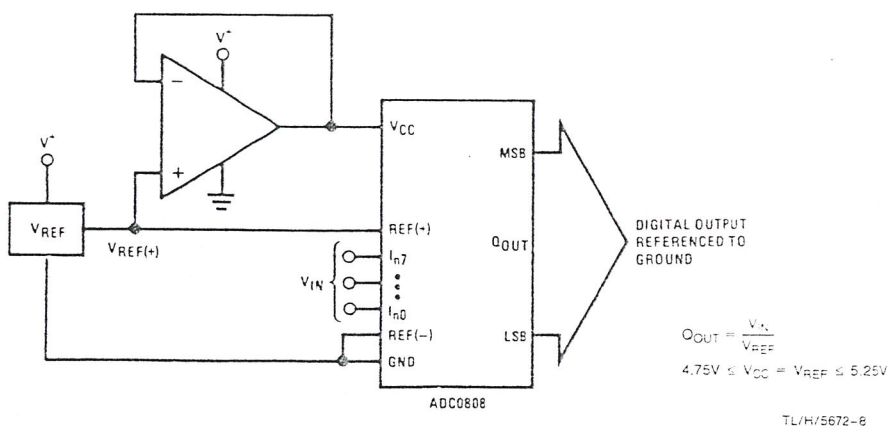 V+
−
V+
VCC
MSB
+
VREF
VREF(+)
REF(+)
QOUT
DIGITAL OUTPUT
REFERENCED TO
GROUND
VIN
In7
In0
REF(−)
LSB
GND
ADC0808
QOUT = VIN / VREF
4.75V ≤ VCC = VREF ≤ 5.25V
TL/H/5672-8